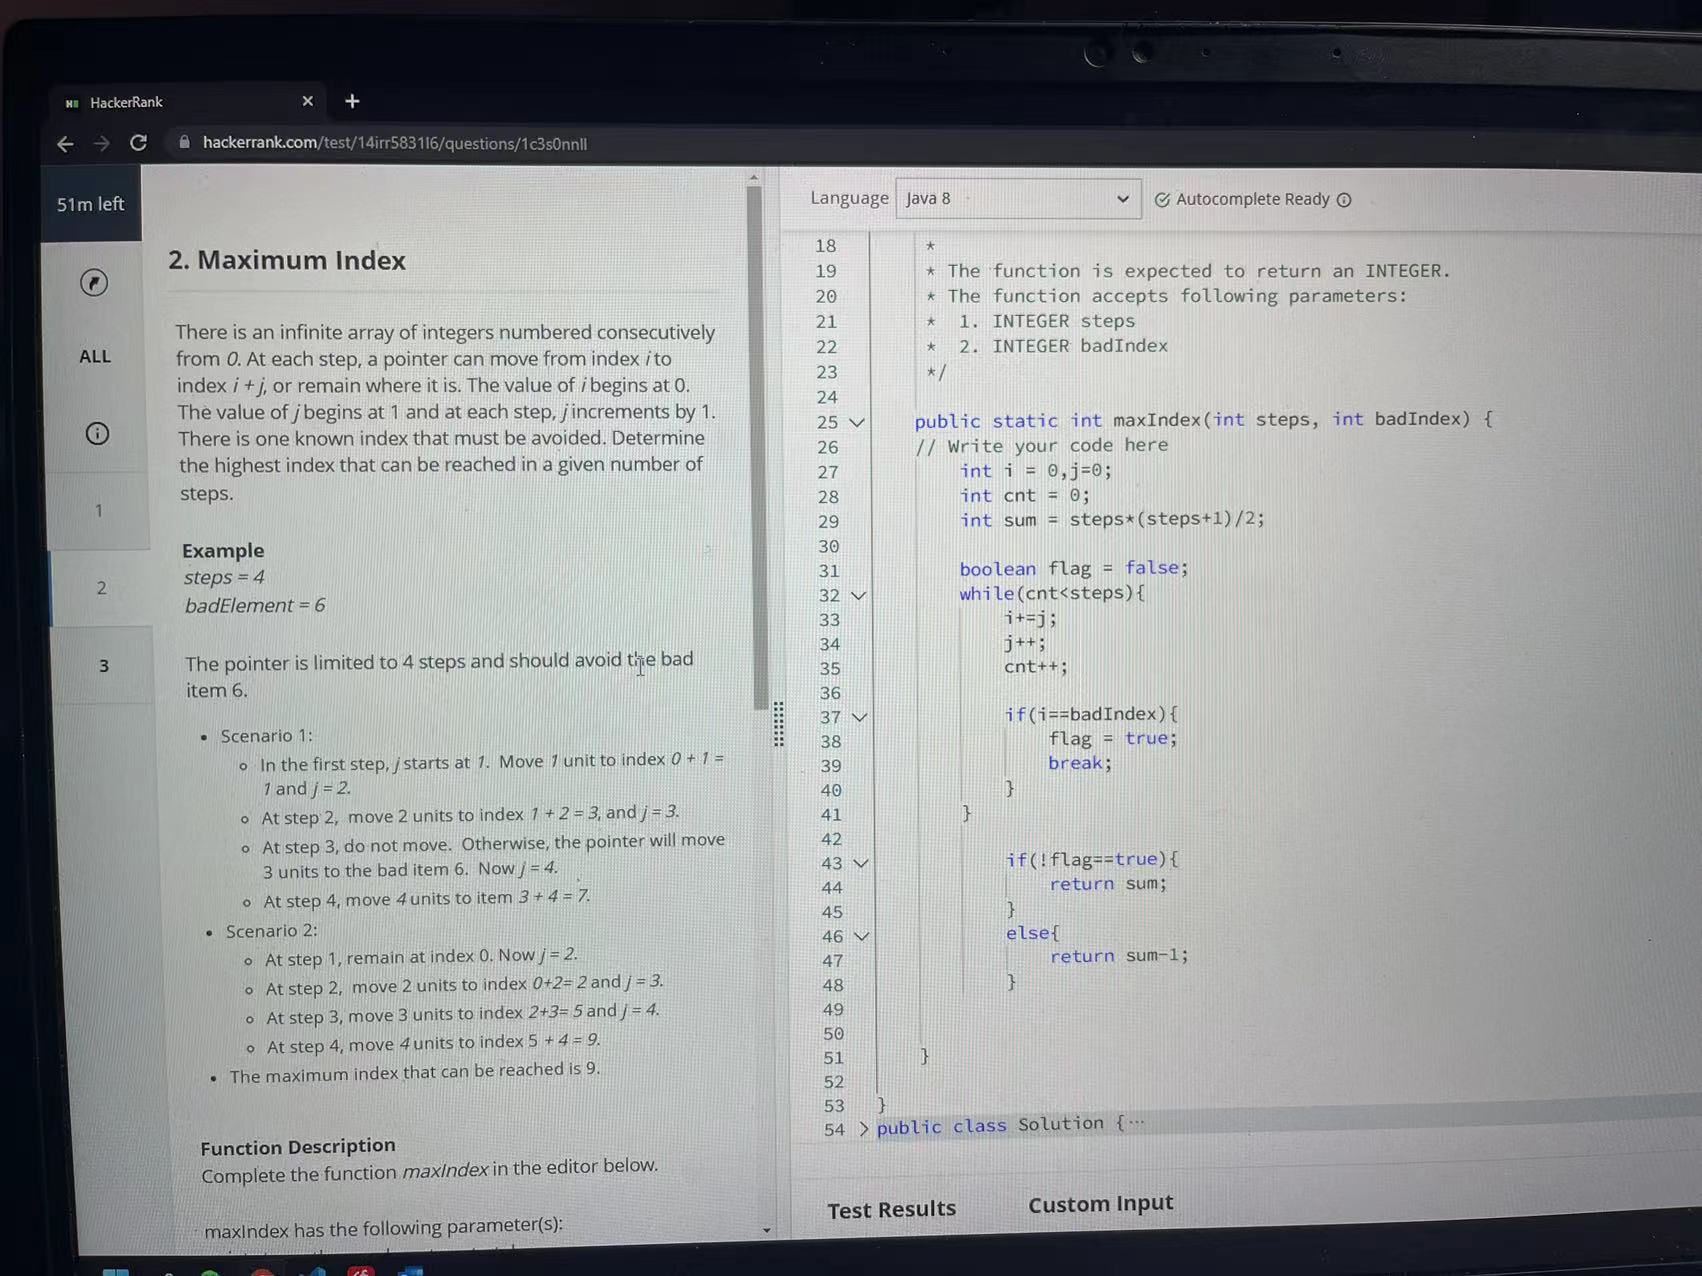 HackerRank
hackerrank.com/test/14irr5831l6/questions/1c3s0nnll
51m left
ALL
1
2
3
2. Maximum Index
There is an infinite array of integers numbered consecutively
from 0. At each step, a pointer can move from index i to
index i + j, or remain where it is. The value of i begins at 0.
The value of j begins at 1 and at each step, j increments by 1.
There is one known index that must be avoided. Determine
the highest index that can be reached in a given number of
steps.
Example
steps = 4
badElement = 6
The pointer is limited to 4 steps and should avoid the bad
item 6.
• Scenario 1:
o In the first step, j starts at 1. Move 1 unit to index 0 + 1 =
1 and j = 2.
o At step 2, move 2 units to index 1 + 2 = 3, and j = 3.
o At step 3, do not move. Otherwise, the pointer will move
3 units to the bad item 6. Now j = 4.
o At step 4, move 4 units to item 3 + 4 = 7.
• Scenario 2:
o At step 1, remain at index 0. Now j = 2.
o At step 2, move 2 units to index 0+2= 2 and j = 3.
o At step 3, move 3 units to index 2+3= 5 and j = 4.
o At step 4, move 4 units to index 5 + 4 = 9.
• The maximum index that can be reached is 9.
Function Description
Complete the function maxIndex in the editor below.
maxIndex has the following parameter(s):
Language Java 8 Autocomplete Ready
18 *
19 * The function is expected to return an INTEGER.
20 * The function accepts following parameters:
21 * 1. INTEGER steps
22 * 2. INTEGER badIndex
23 */
24
25 public static int maxIndex(int steps, int badIndex) {
26 // Write your code here
27 int i = 0,j=0;
28 int cnt = 0;
29 int sum = steps*(steps+1)/2;
30
31 boolean flag = false;
32 while(cnt<steps){
33 i+=j;
34 j++;
35 cnt++;
36
37 if(i==badIndex){
38 flag = true;
39 break;
40 }
41 }
42
43 if(!flag==true){
44 return sum;
45 }
46 else{
47 return sum-1;
48 }
49
50
51 }
52
53 }
54 public class Solution {...
Test Results Custom Input